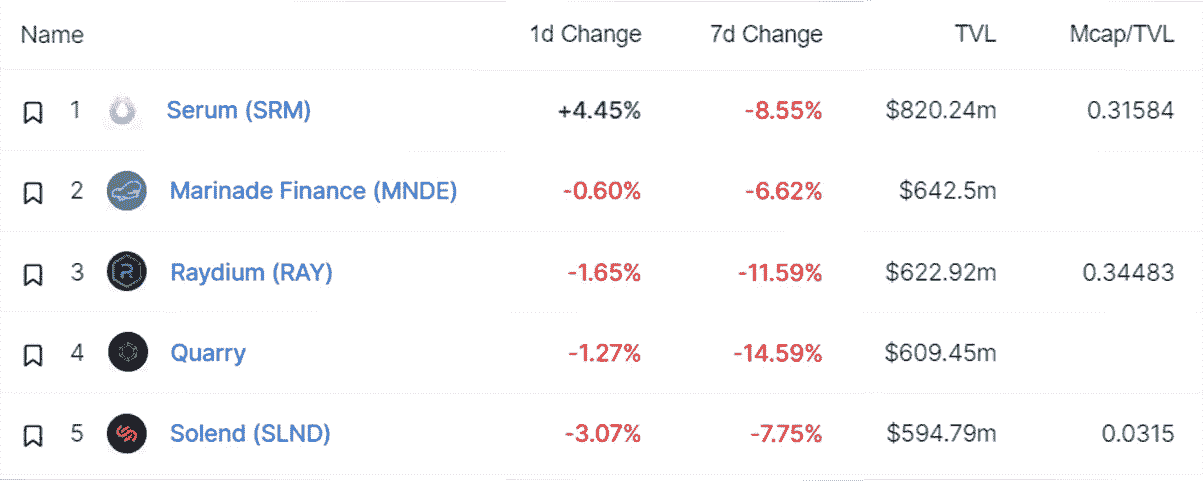 Name 1d Change 7d Change TVL Mcap/TVL
1 Serum (SRM) +4.45% -8.55% $820.24m 0.31584
2 Marinade Finance (MNDE) -0.60% -6.62% $642.5m
3 Raydium (RAY) -1.65% -11.59% $622.92m 0.34483
4 Quarry -1.27% -14.59% $609.45m
5 Solend (SLND) -3.07% -7.75% $594.79m 0.0315